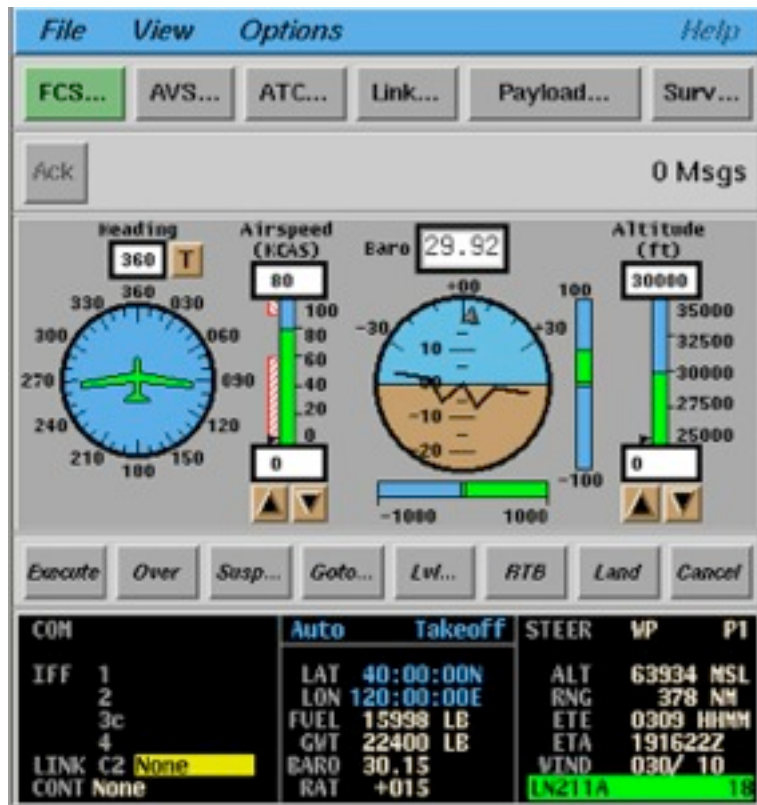 File View Options Help
FCS... AVS... ATC... Link... Payload... Surv...
Ack 0 Msgs
Heading
360 T
360
030
060
090
120
150
180
210
240
270
300
330
Airspeed
(KCAS)
80
100
80
60
40
20
0
0
Baro 29.92
+00
-30
+30
10
-10
-20
100
-100
-1000 1000
Altitude
(ft)
30000
35000
32500
30000
27500
25000
0
Execute Over Susp... Goto... Lvl... RTB Land Cancel
COM
IFF 1
2
3c
4
LINK C2 None
CONT None
Auto Takeoff
LAT 40:00:00N
LON 120:00:00E
FUEL 15998 LB
GWT 22400 LB
BARO 30.15
RAT +015
STEER WP P1
ALT 63934 MSL
RNG 378 NM
ETE 0309 HHMM
ETA 191622Z
WIND 030/ 10
LN211A 18